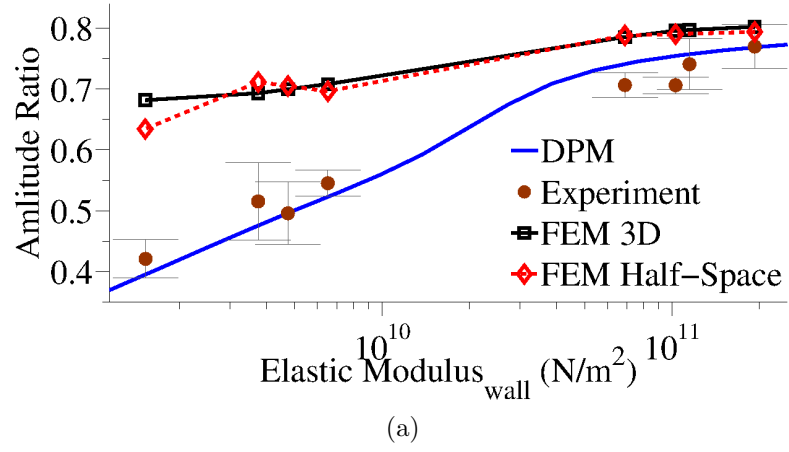 0.8
0.7
0.6
0.5
0.4
Amlitude Ratio
DPM
Experiment
FEM 3D
FEM Half-Space
10^10
10^11
Elastic Modulus_wall (N/m^2)
(a)